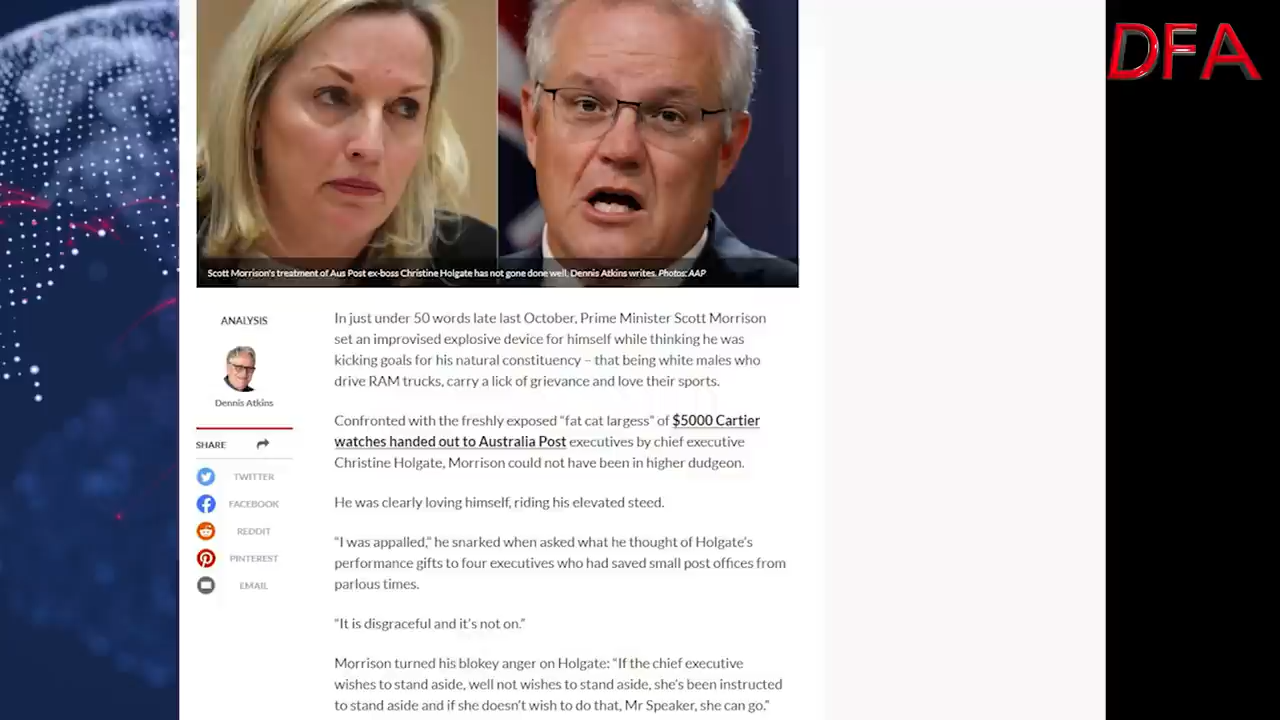 DFA
Scott Morrison's treatment of Aus Post ex-boss Christine Holgate has not gone done well, Dennis Atkins writes. Photos: AAP
ANALYSIS
Dennis Atkins
SHARE
TWITTER
FACEBOOK
REDDIT
PINTEREST
EMAIL
In just under 50 words late last October, Prime Minister Scott Morrison
set an improvised explosive device for himself while thinking he was
kicking goals for his natural constituency – that being white males who
drive RAM trucks, carry a lick of grievance and love their sports.
Confronted with the freshly exposed “fat cat largess” of $5000 Cartier
watches handed out to Australia Post executives by chief executive
Christine Holgate, Morrison could not have been in higher dudgeon.
He was clearly loving himself, riding his elevated steed.
“I was appalled,” he snarked when asked what he thought of Holgate’s
performance gifts to four executives who had saved small post offices from
parlous times.
“It is disgraceful and it’s not on.”
Morrison turned his blokey anger on Holgate: “If the chief executive
wishes to stand aside, well not wishes to stand aside, she’s been instructed
to stand aside and if she doesn’t wish to do that, Mr Speaker, she can go.”